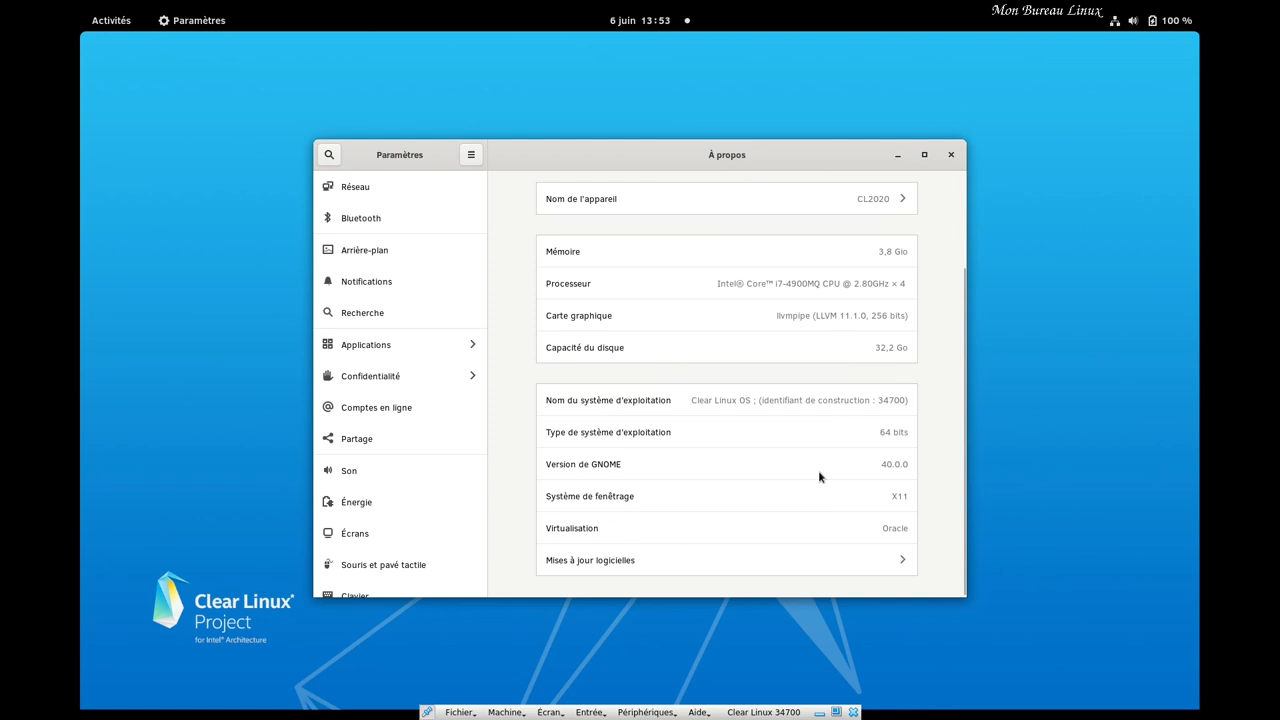 Activités
Paramètres
6 juin 13:53
Mon Bureau Linux
100 %
Paramètres
À propos
Réseau
Bluetooth
Arrière-plan
Notifications
Recherche
Applications
Confidentialité
Comptes en ligne
Partage
Son
Énergie
Écrans
Souris et pavé tactile
Clavier
Nom de l'appareil CL2020
Mémoire 3,8 Gio
Processeur Intel® Core™ i7-4900MQ CPU @ 2.80GHz × 4
Carte graphique llvmpipe (LLVM 11.1.0, 256 bits)
Capacité du disque 32,2 Go
Nom du système d'exploitation Clear Linux OS ; (identifiant de construction : 34700)
Type de système d'exploitation 64 bits
Version de GNOME 40.0.0
Système de fenêtrage X11
Virtualisation Oracle
Mises à jour logicielles
Clear Linux*
Project
for Intel® Architecture
Fichier Machine Écran Entrée Périphériques Aide Clear Linux 34700